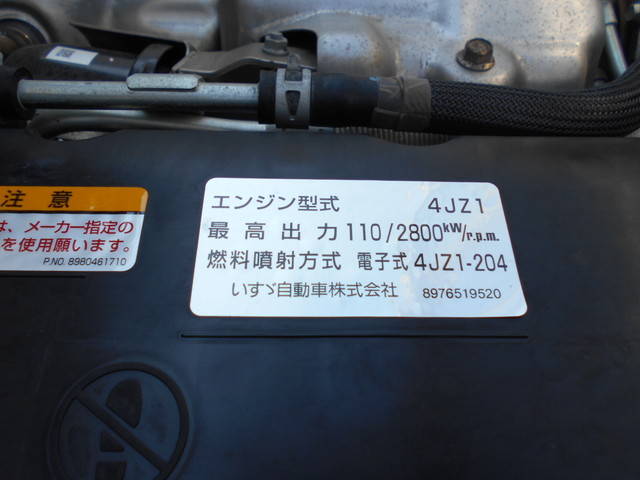 注意
は、メーカー指定の
を使用願います。
P.NO. 8980461710
エンジン型式 4JZ1
最高出力 110/2800kW/r.p.m.
燃料噴射方式 電子式 4JZ1-204
いすゞ自動車株式会社 8976519520